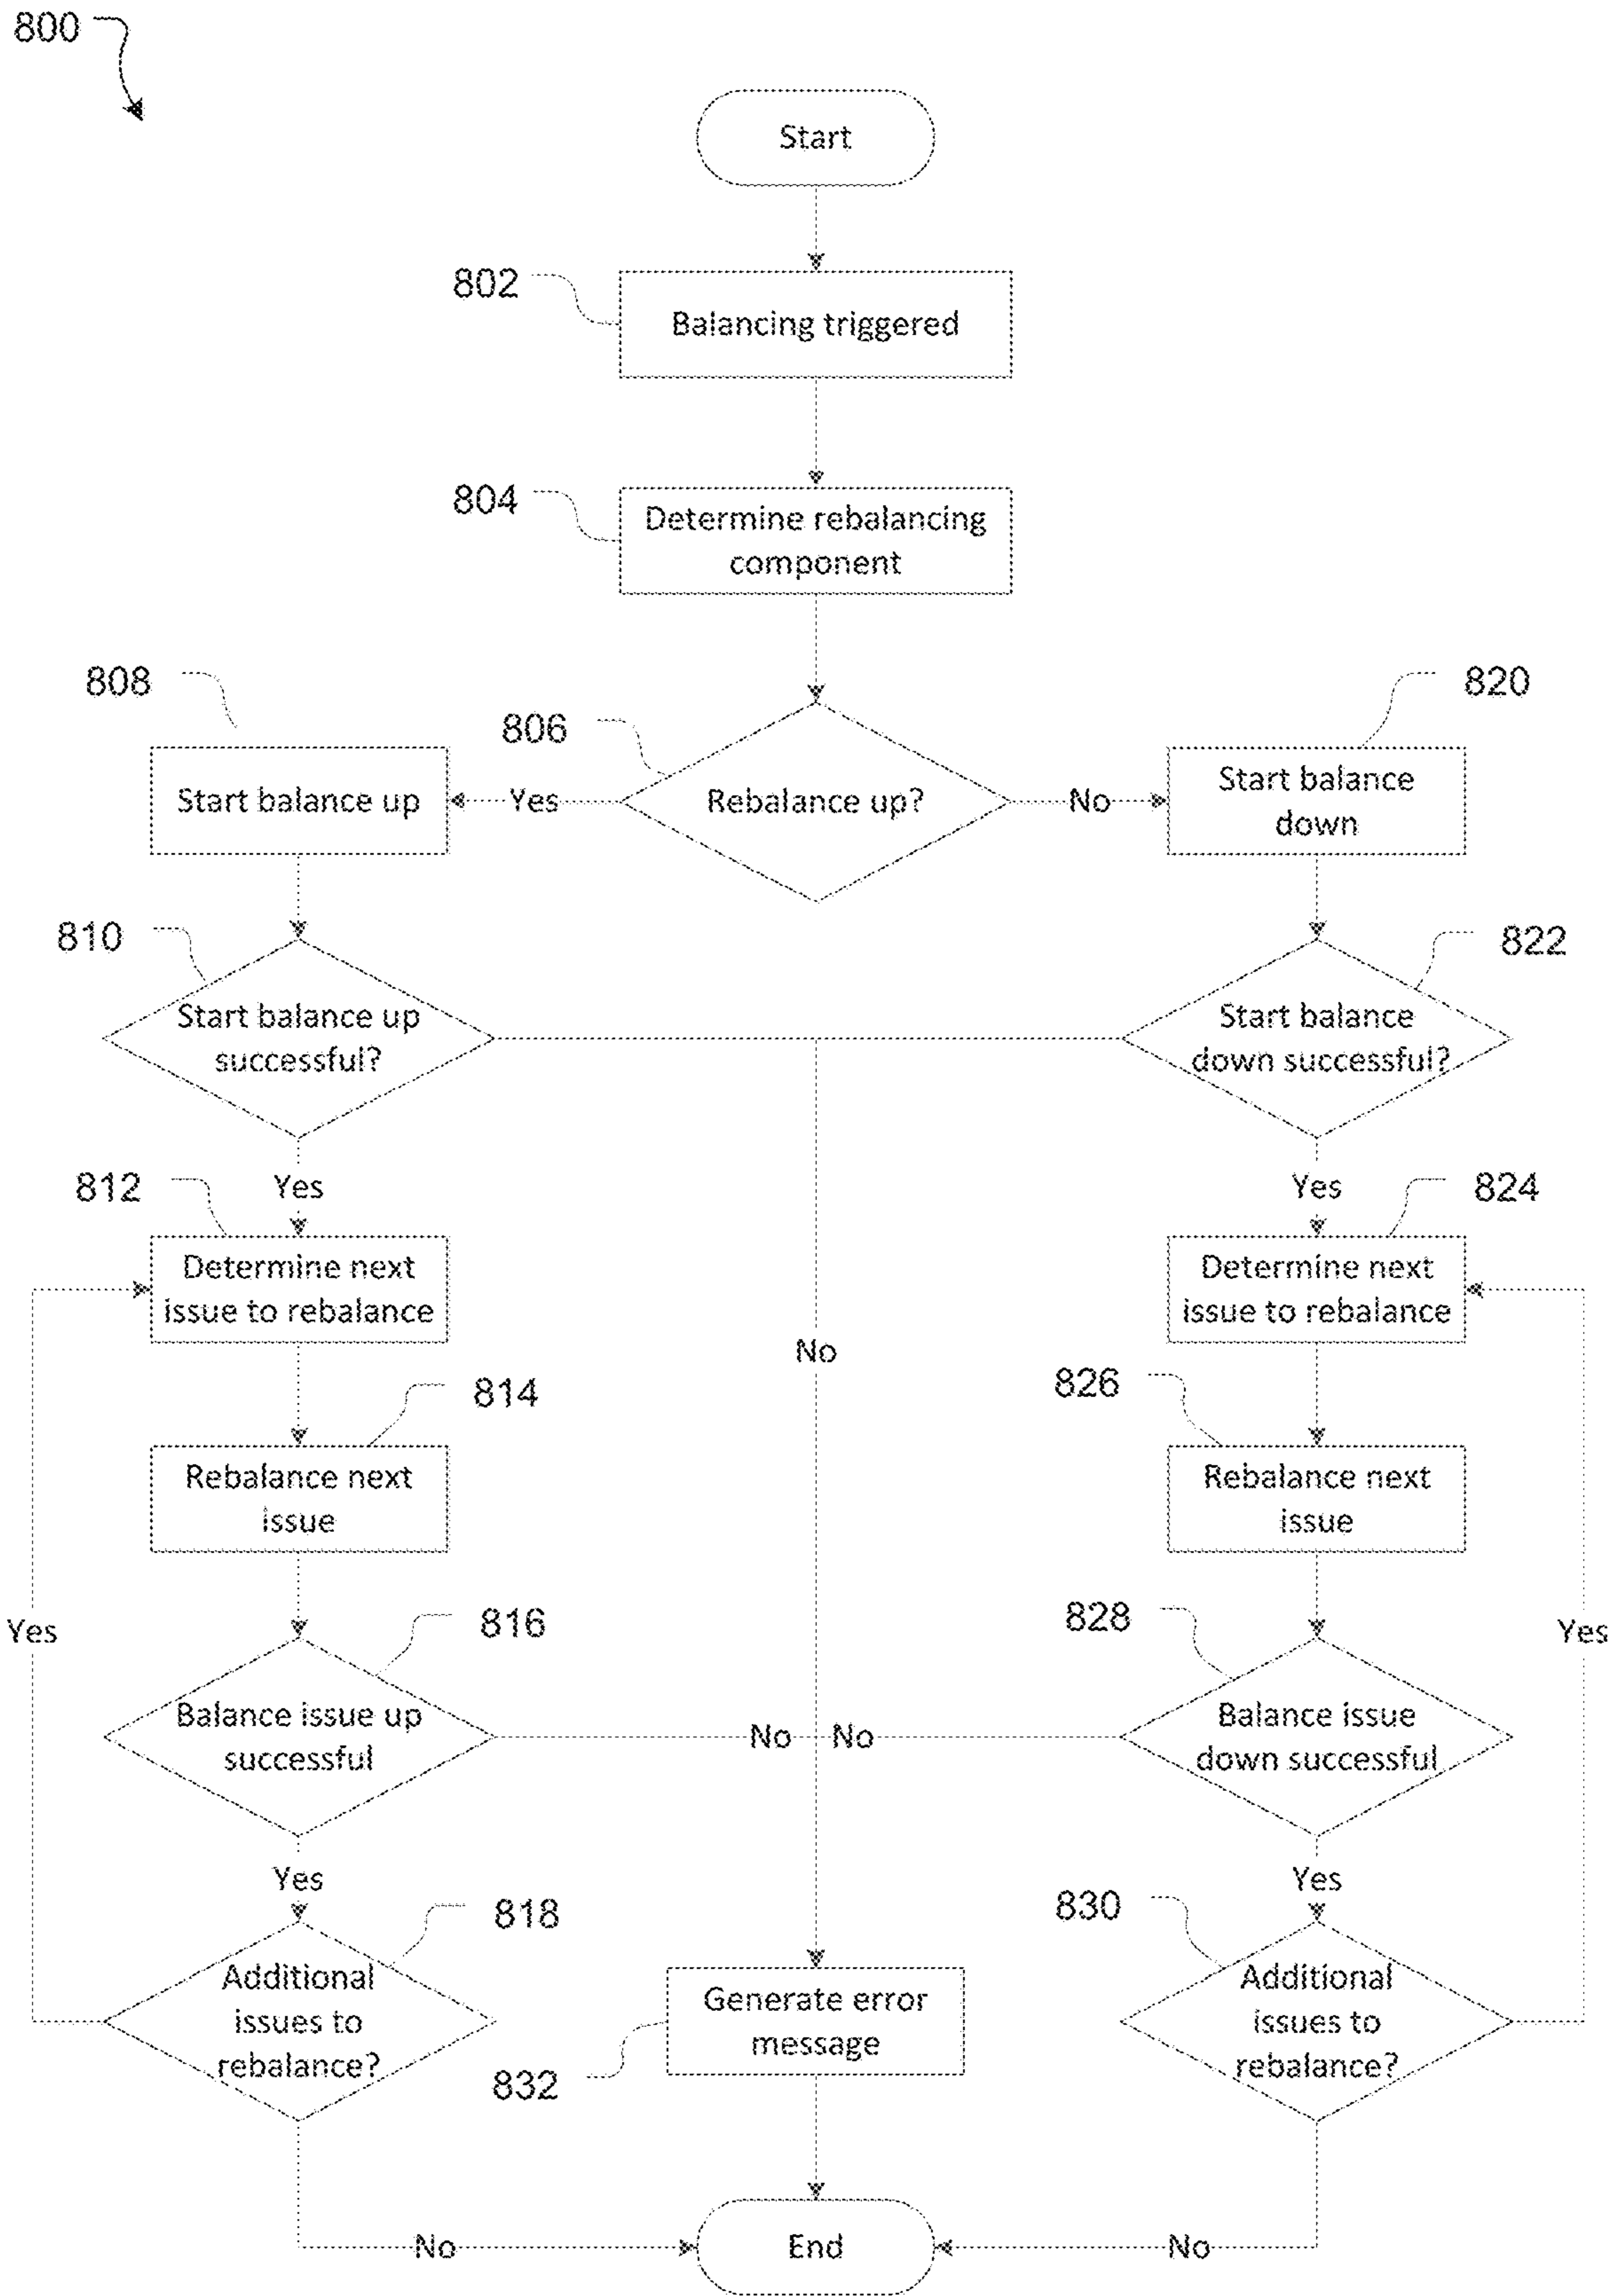 800
Start
802
Balancing triggered
804
Determine rebalancing
component
808
820
806
Start balance up
Yes
Rebalance up?
No
Start balance
down
810
822
Start balance up
successful?
Start balance
down successful?
Yes
Yes
812
824
Determine next
issue to rebalance
Determine next
issue to rebalance
No
814
826
Rebalance next
issue
Rebalance next
issue
Yes
816
828
Yes
Balance issue up
successful
No
No
Balance issue
down successful
Yes
Yes
818
830
Additional
issues to
rebalance?
Generate error
message
Additional
issues to
rebalance?
832
No
End
No